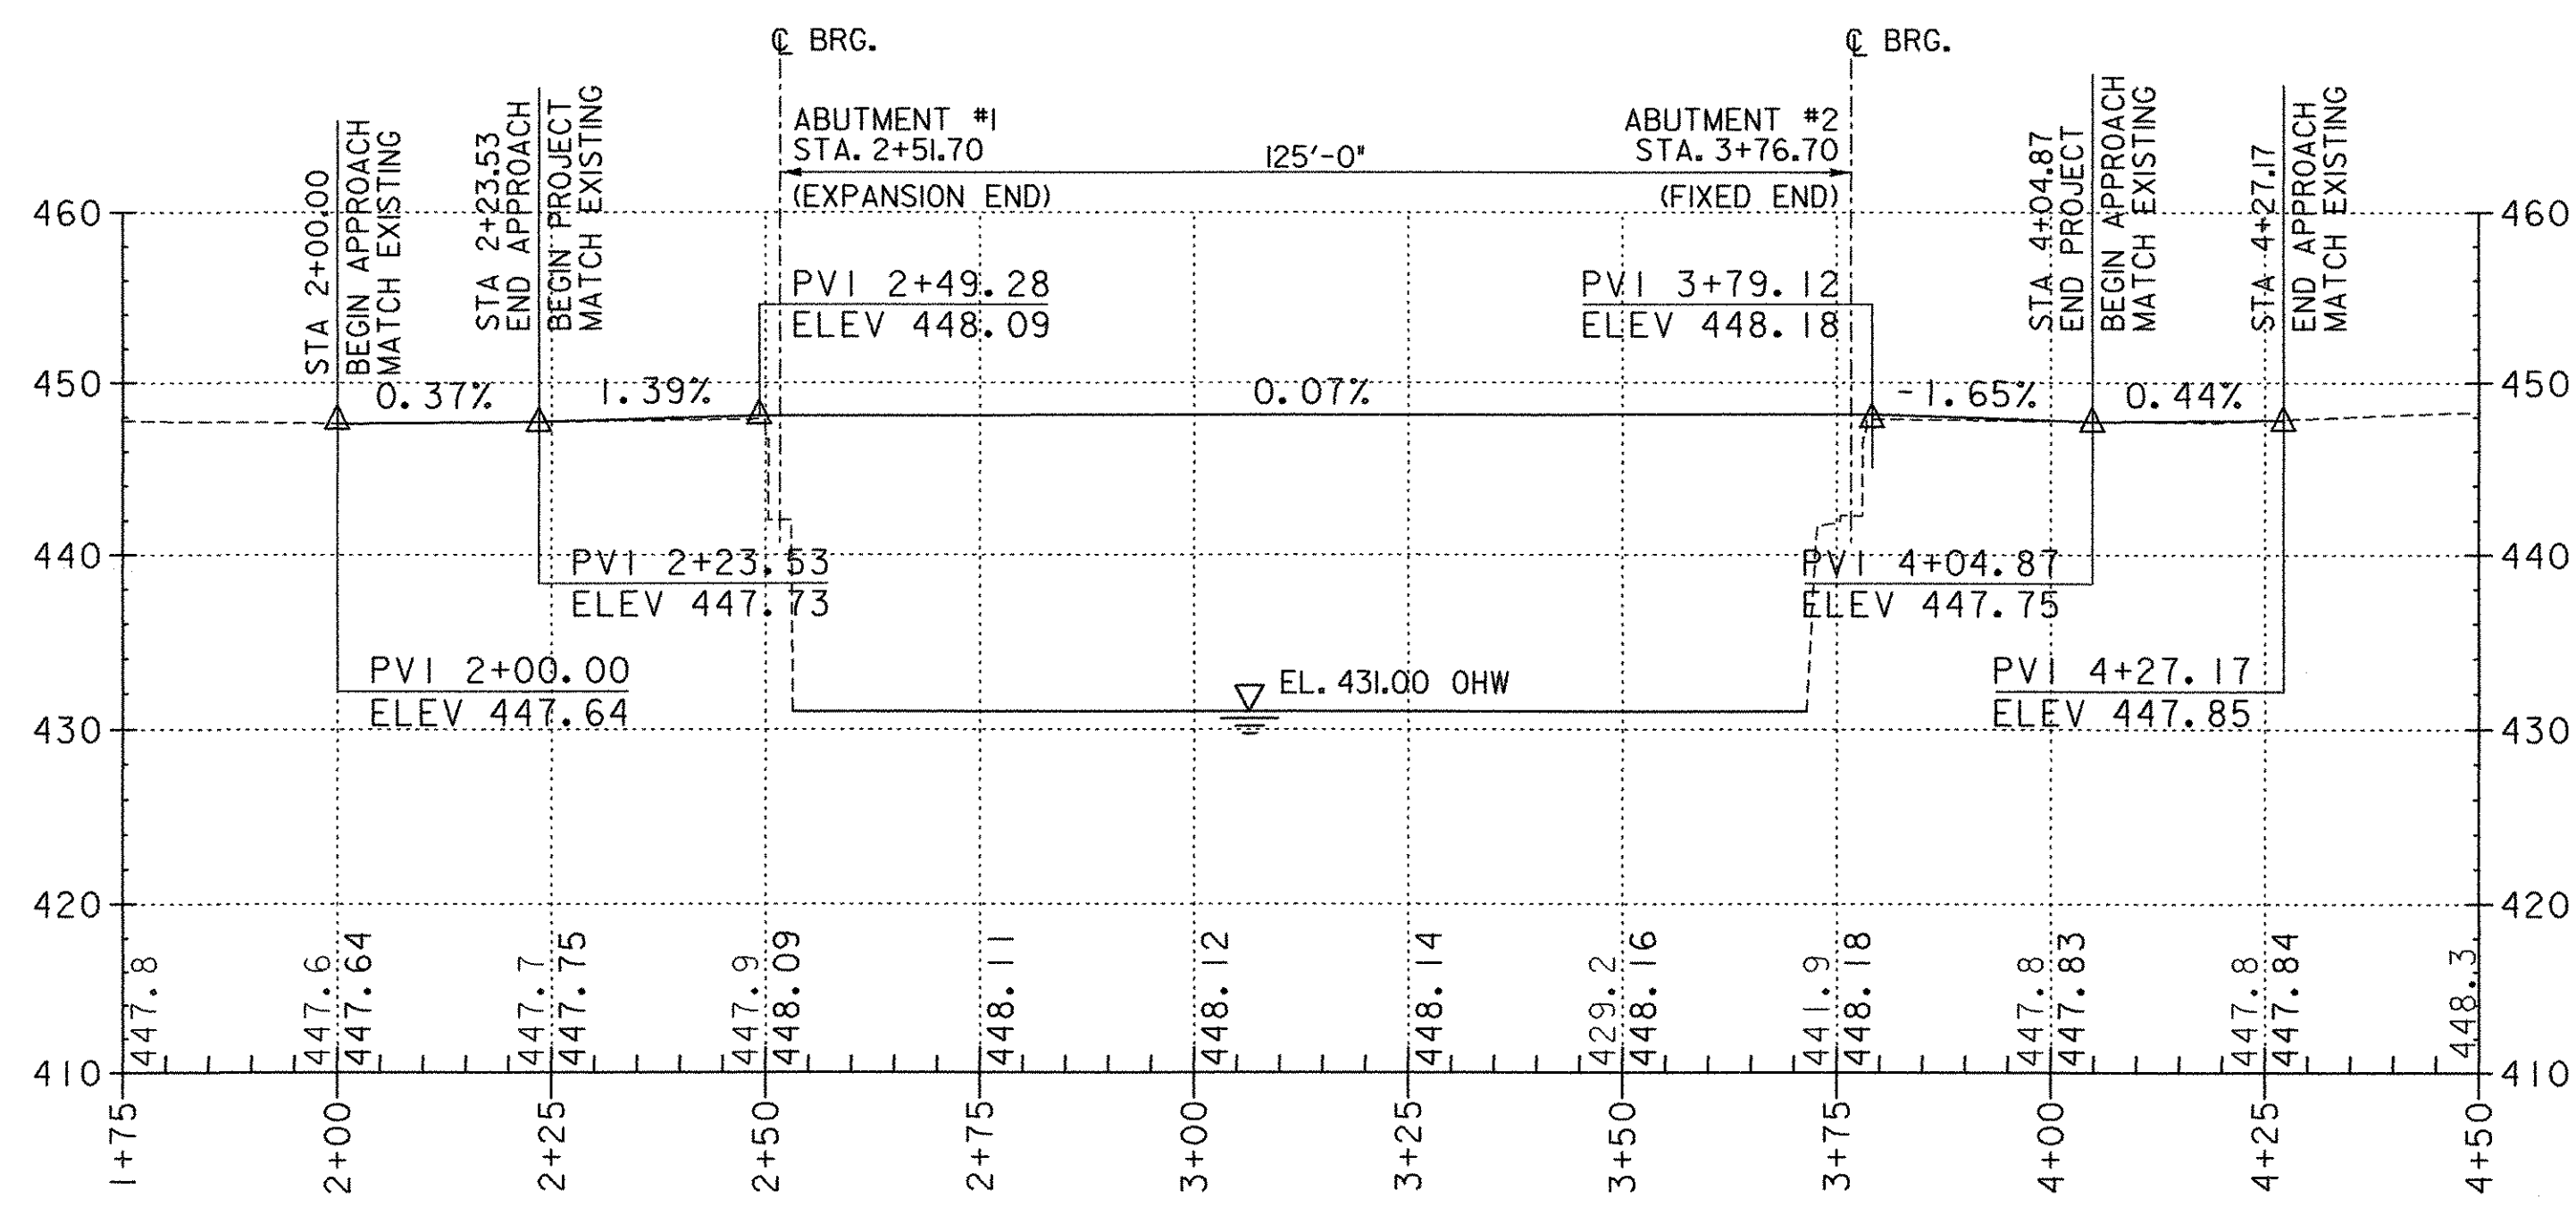 ℄ BRG.
℄ BRG.
ABUTMENT #1
STA. 2+51.70
(EXPANSION END)
125'-0"
ABUTMENT #2
STA. 3+76.70
(FIXED END)
STA 2+00.00
BEGIN APPROACH
MATCH EXISTING
STA 2+23.53
END APPROACH
BEGIN PROJECT
MATCH EXISTING
STA 4+04.87
END PROJECT
BEGIN APPROACH
MATCH EXISTING
STA 4+27.17
END APPROACH
MATCH EXISTING
460
460
PVI 2+49.28
ELEV 448.09
PVI 3+79.12
ELEV 448.18
450
0.37%
1.39%
0.07%
-1.65%
0.44%
450
440
440
PVI 2+23.53
ELEV 447.73
PVI 4+04.87
ELEV 447.75
PVI 2+00.00
ELEV 447.64
EL. 431.00 OHW
PVI 4+27.17
ELEV 447.85
430
430
420
420
447.8
447.6
447.64
447.7
447.75
447.9
448.09
448.11
448.12
448.14
429.2
448.16
441.9
448.18
447.8
447.83
447.8
447.84
448.3
410
410
1+75
2+00
2+25
2+50
2+75
3+00
3+25
3+50
3+75
4+00
4+25
4+50